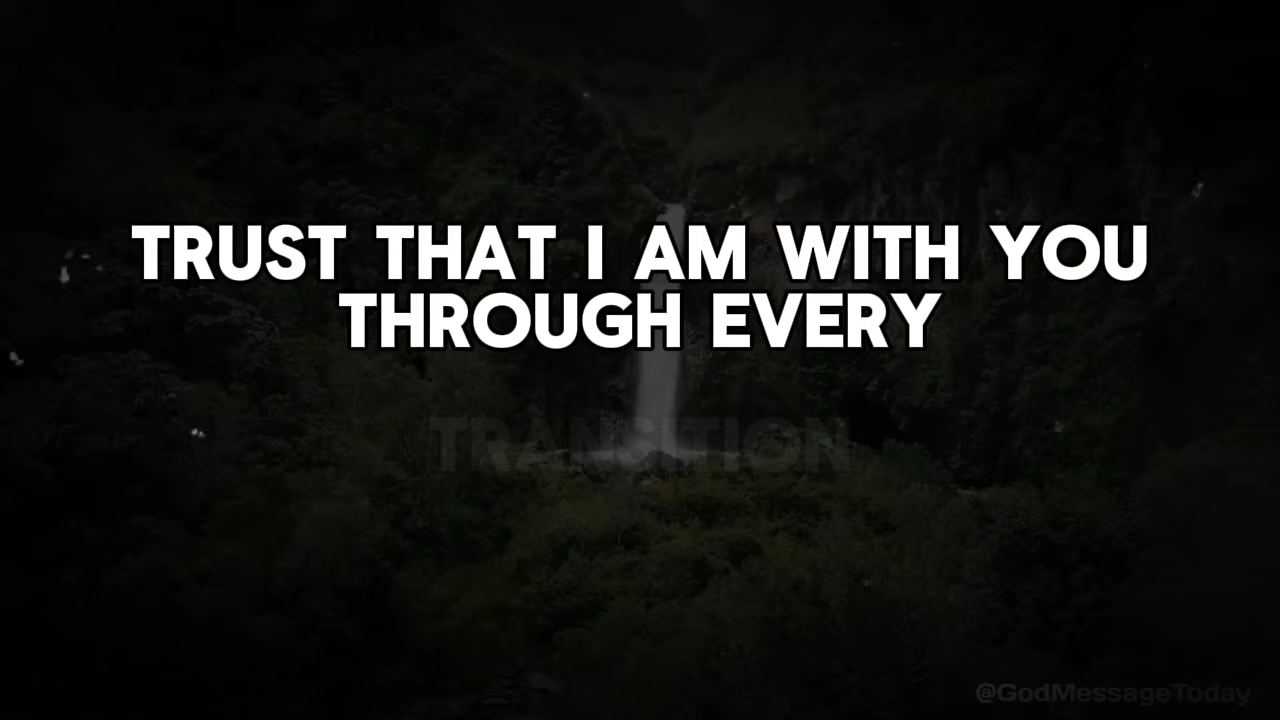 TRUST THAT I AM WITH YOU
THROUGH EVERY
TRANSITION
@GodMessageToday